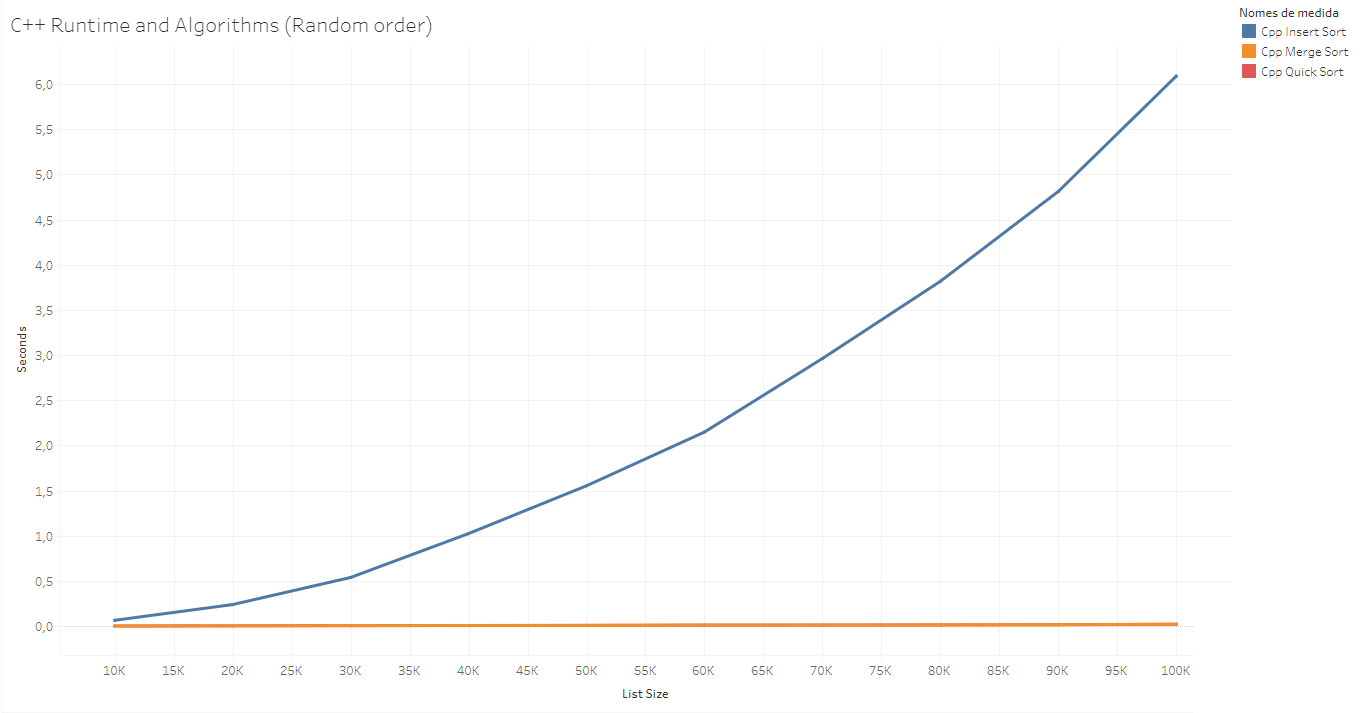 C++ Runtime and Algorithms (Random order)
Nomes de medida
Cpp Insert Sort
Cpp Merge Sort
Cpp Quick Sort
6,0
5,5
5,0
4,5
4,0
3,5
3,0
2,5
2,0
1,5
1,0
0,5
0,0
Seconds
10K 15K 20K 25K 30K 35K 40K 45K 50K 55K 60K 65K 70K 75K 80K 85K 90K 95K 100K
List Size